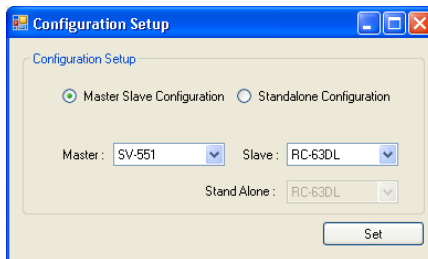 Configuration Setup
Configuration Setup
Master Slave Configuration Standalone Configuration
Master : SV-551 Slave : RC-63DL
Stand Alone : RC-63DL
Set